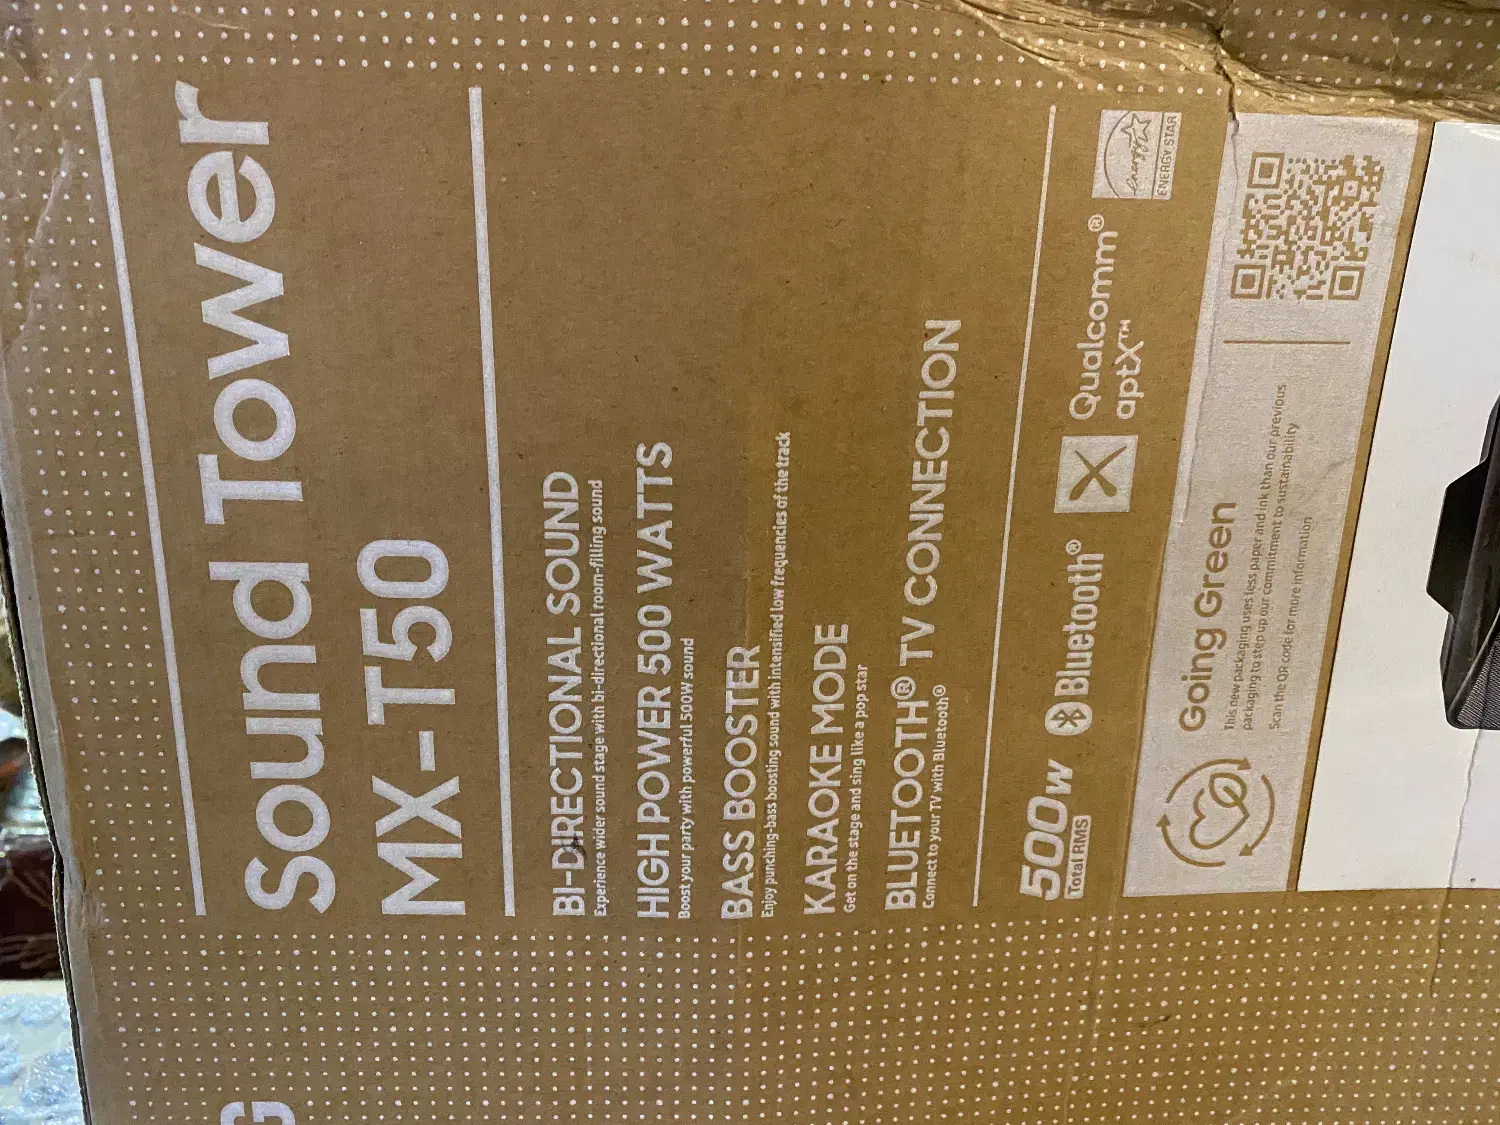 Sound Tower
MX-T50
BI-DIRECTIONAL SOUND
Experience wider sound stage with bi-directional room-filling sound
HIGH POWER 500 WATTS
Boost your party with powerful 500W sound
BASS BOOSTER
Enjoy punching-bass boosting sound with intensified low frequencies of the track
KARAOKE MODE
Get on the stage and sing like a pop star
BLUETOOTH® TV CONNECTION
Connect to your TV with Bluetooth®
500W
Total RMS
Bluetooth®
Qualcomm®
aptX™
energy
ENERGY STAR
Going Green
This new packaging uses less paper and ink than our previous
packaging to step up our commitment to sustainability
Scan the QR code for more information
G